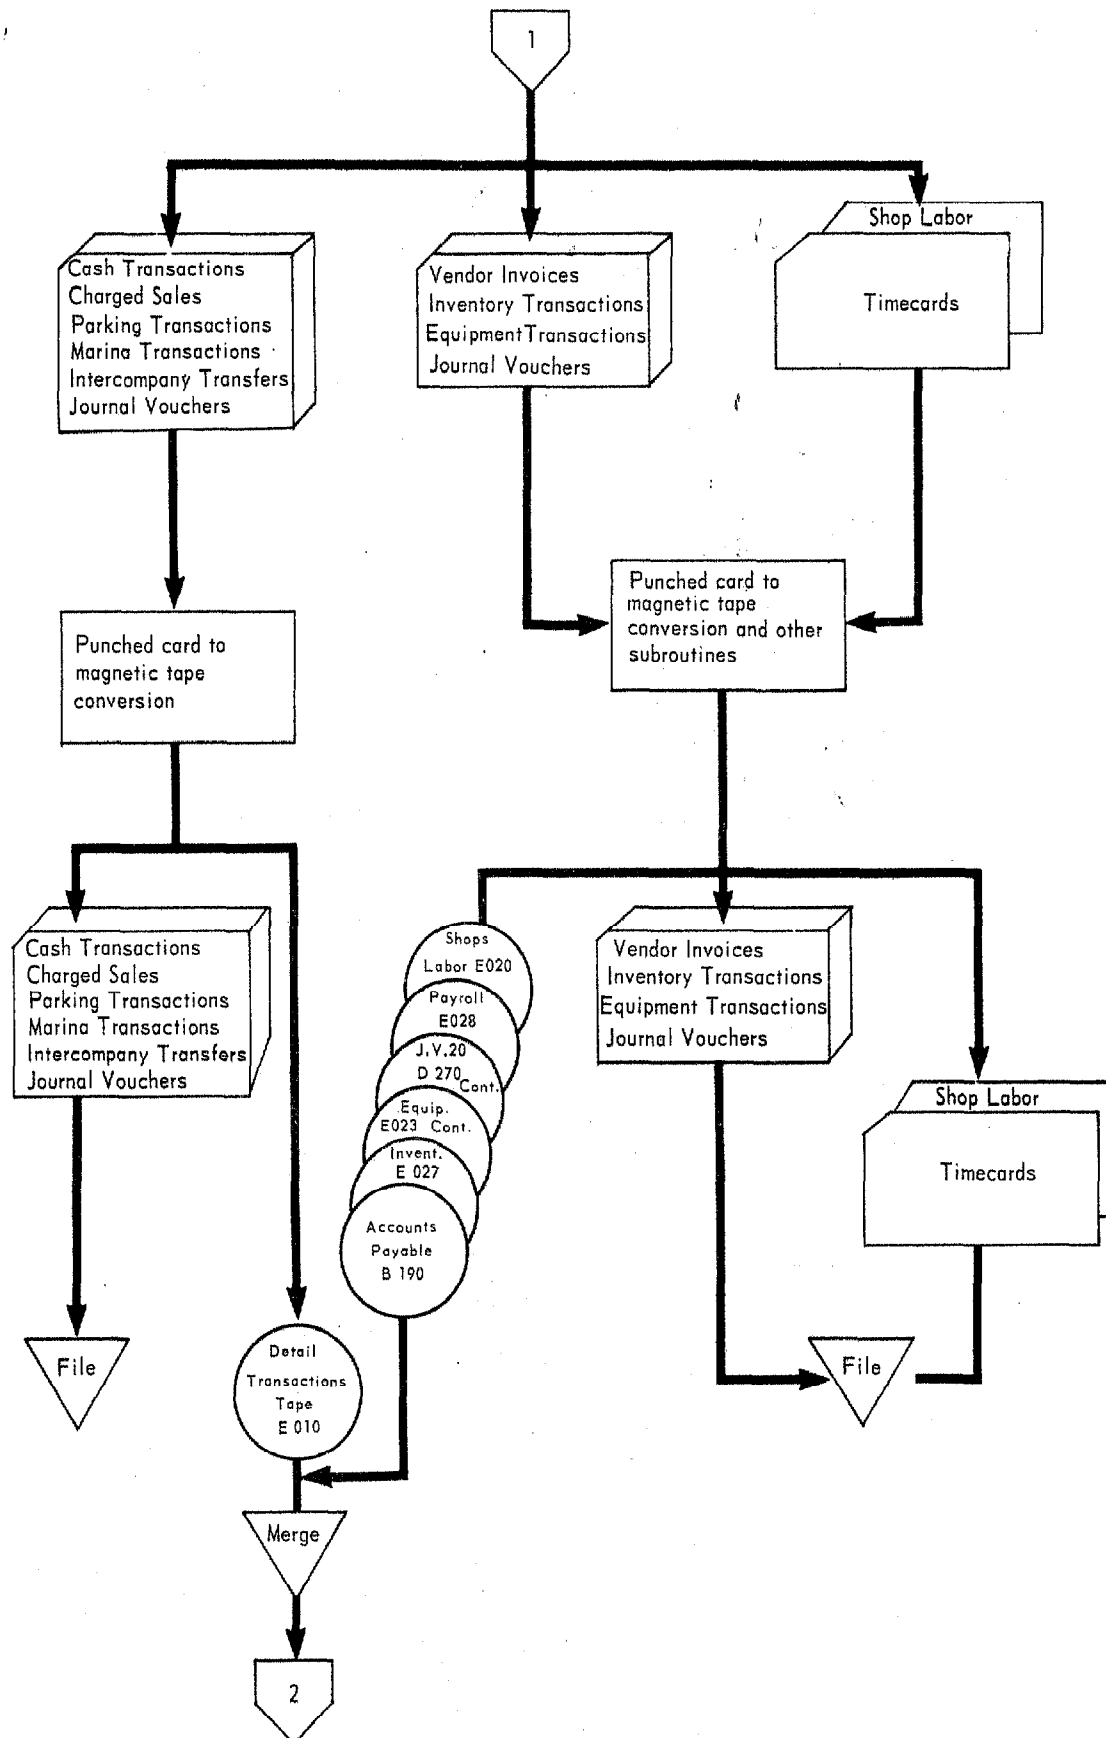 1
Cash Transactions
Charged Sales
Parking Transactions
Marina Transactions
Intercompany Transfers
Journal Vouchers
Vendor Invoices
Inventory Transactions
Equipment Transactions
Journal Vouchers
Shop Labor
Timecards
Punched card to
magnetic tape
conversion
Punched card to
magnetic tape
conversion and other
subroutines
Cash Transactions
Charged Sales
Parking Transactions
Marina Transactions
Intercompany Transfers
Journal Vouchers
Shops
Labor E020
Payroll
E028
J.V.20
D 270 Cont.
Equip.
E023 Cont.
Invent.
E 027
Accounts
Payable
B 190
Vendor Invoices
Inventory Transactions
Equipment Transactions
Journal Vouchers
Shop Labor
Timecards
File
Detail
Transactions
Tape
E 010
File
Merge
2